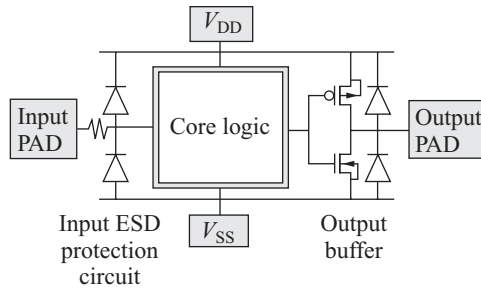 V_DD
Input
PAD
Core logic
Output
PAD
Input ESD
protection
circuit
V_SS
Output
buffer